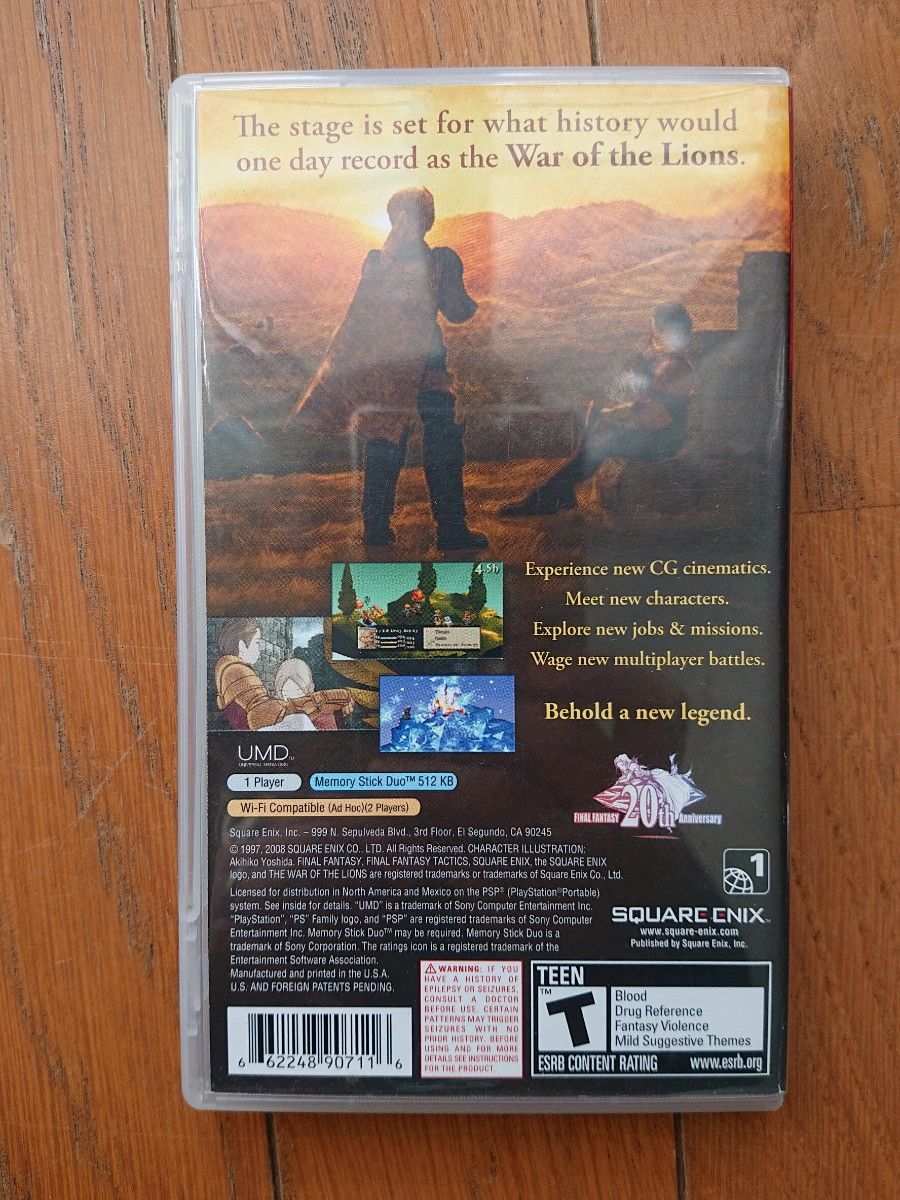 The stage is set for what history would
one day record as the War of the Lions.
4.5h
Experience new CG cinematics.
Meet new characters.
Explore new jobs & missions.
Wage new multiplayer battles.
Behold a new legend.
UMD™
UNIVERSAL MEDIA DISC
1 Player
Memory Stick Duo™ 512 KB
Wi-Fi Compatible (Ad Hoc)(2 Players)
FINAL FANTASY 20th Anniversary
Square Enix, Inc. – 999 N. Sepulveda Blvd., 3rd Floor, El Segundo, CA 90245
© 1997, 2008 SQUARE ENIX CO., LTD. All Rights Reserved. CHARACTER ILLUSTRATION:
Akihiko Yoshida. FINAL FANTASY, FINAL FANTASY TACTICS, SQUARE ENIX, the SQUARE ENIX
logo, and THE WAR OF THE LIONS are registered trademarks or trademarks of Square Enix Co., Ltd.
Licensed for distribution in North America and Mexico on the PSP® (PlayStation®Portable)
system. See inside for details. “UMD” is a trademark of Sony Computer Entertainment Inc.
“PlayStation”, “PS” Family logo, and “PSP” are registered trademarks of Sony Computer
Entertainment Inc. Memory Stick Duo™ may be required. Memory Stick Duo is a
trademark of Sony Corporation. The ratings icon is a registered trademark of the
Entertainment Software Association.
Manufactured and printed in the U.S.A.
U.S. AND FOREIGN PATENTS PENDING.
1
SQUARE ENIX™
www.square-enix.com
Published by Square Enix, Inc.
6 62248 90711 6
WARNING: IF YOU
HAVE A HISTORY OF
EPILEPSY OR SEIZURES,
CONSULT A DOCTOR
BEFORE USE. CERTAIN
PATTERNS MAY TRIGGER
SEIZURES WITH NO
PRIOR HISTORY. BEFORE
USING AND FOR MORE
DETAILS SEE INSTRUCTIONS
FOR THE PRODUCT.
TEEN
™
T
Blood
Drug Reference
Fantasy Violence
Mild Suggestive Themes
ESRB CONTENT RATING
www.esrb.org